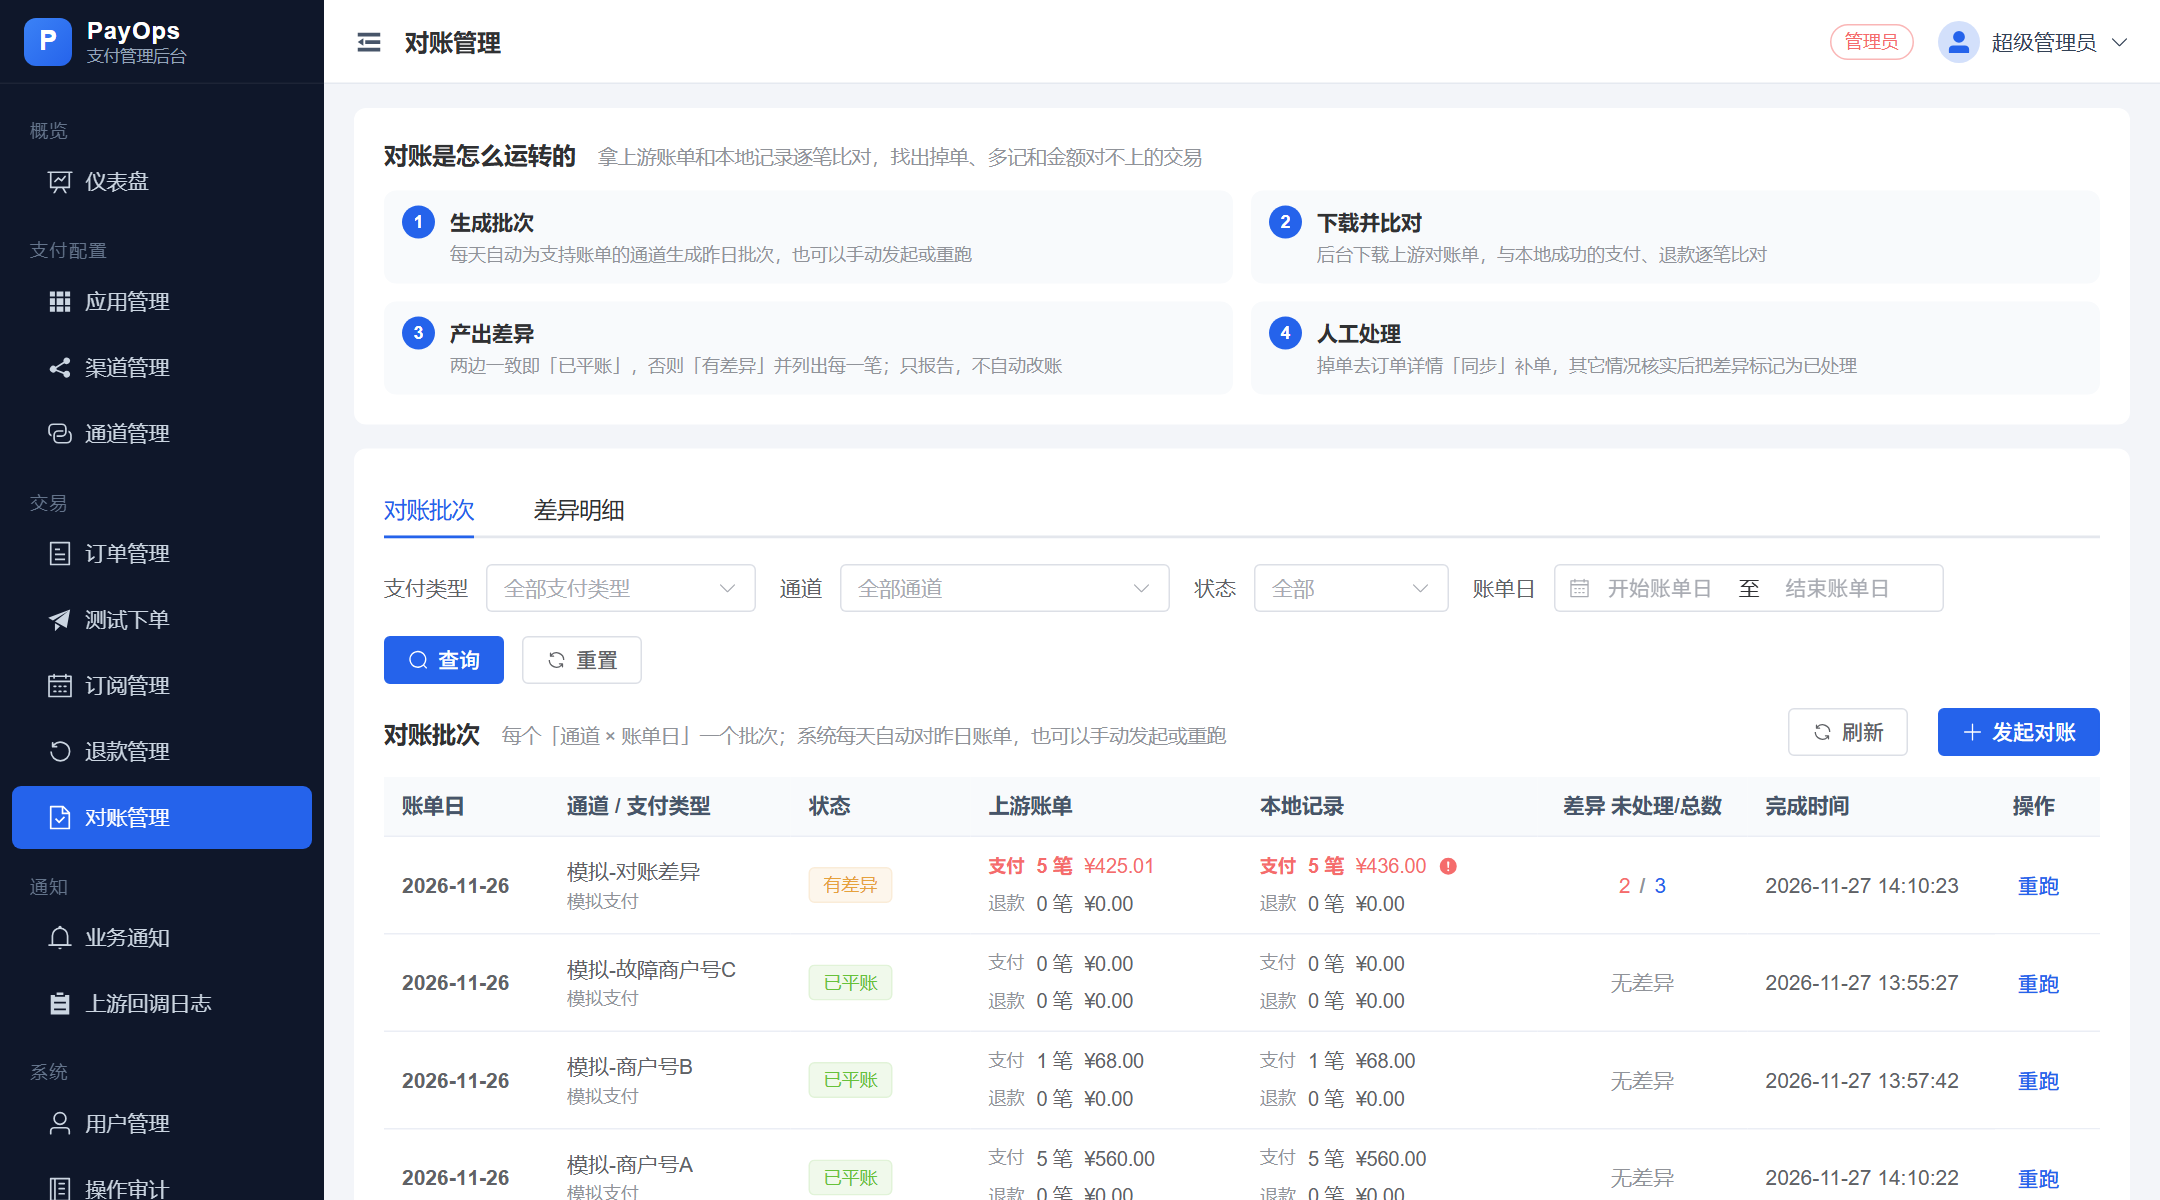 P
PayOps
支付管理后台
概览
仪表盘
支付配置
应用管理
渠道管理
通道管理
交易
订单管理
测试下单
订阅管理
退款管理
对账管理
通知
业务通知
上游回调日志
系统
用户管理
操作审计
对账管理
管理员
超级管理员
对账是怎么运转的 拿上游账单和本地记录逐笔比对，找出掉单、多记和金额对不上的交易
1 生成批次
每天自动为支持账单的通道生成昨日批次，也可以手动发起或重跑
2 下载并比对
后台下载上游对账单，与本地成功的支付、退款逐笔比对
3 产出差异
两边一致即「已平账」，否则「有差异」并列出每一笔；只报告，不自动改账
4 人工处理
掉单去订单详情「同步」补单，其它情况核实后把差异标记为已处理
对账批次 差异明细
支付类型 全部支付类型 通道 全部通道 状态 全部 账单日 开始账单日 至 结束账单日
查询 重置
对账批次 每个「通道 × 账单日」一个批次；系统每天自动对昨日账单，也可以手动发起或重跑 刷新 发起对账
账单日 通道 / 支付类型 状态 上游账单 本地记录 差异 未处理/总数 完成时间 操作
2026-11-26 模拟-对账差异 模拟支付 有差异 支付 5 笔 ¥425.01 退款 0 笔 ¥0.00 支付 5 笔 ¥436.00 退款 0 笔 ¥0.00 2 / 3 2026-11-27 14:10:23 重跑
2026-11-26 模拟-故障商户号C 模拟支付 已平账 支付 0 笔 ¥0.00 退款 0 笔 ¥0.00 支付 0 笔 ¥0.00 退款 0 笔 ¥0.00 无差异 2026-11-27 13:55:27 重跑
2026-11-26 模拟-商户号B 模拟支付 已平账 支付 1 笔 ¥68.00 退款 0 笔 ¥0.00 支付 1 笔 ¥68.00 退款 0 笔 ¥0.00 无差异 2026-11-27 13:57:42 重跑
2026-11-26 模拟-商户号A 模拟支付 已平账 支付 5 笔 ¥560.00 退款 0 笔 ¥0.00 支付 5 笔 ¥560.00 退款 0 笔 ¥0.00 无差异 2026-11-27 14:10:22 重跑